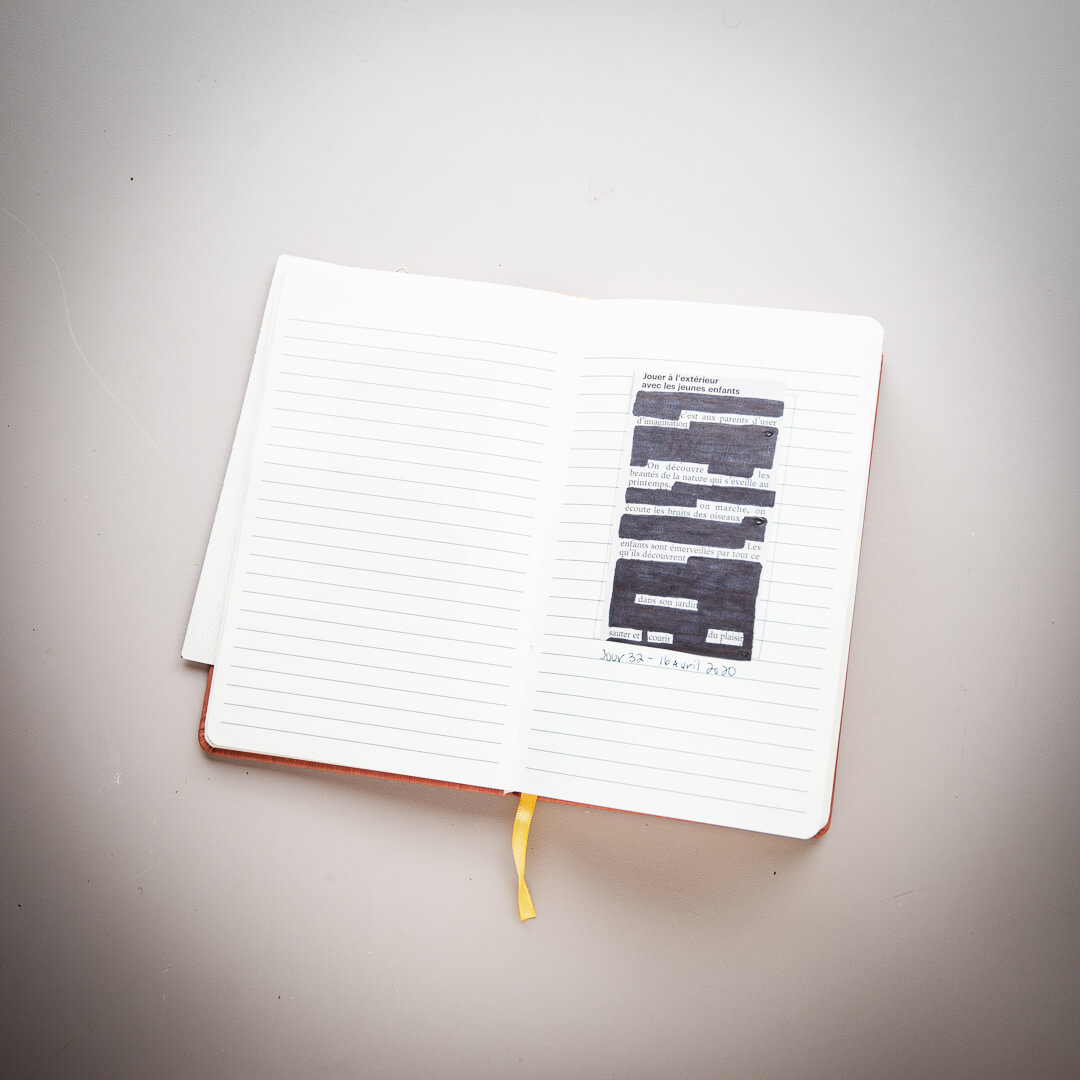 Jouer à l'extérieur
avec les jeunes enfants
c'est aux parents d'user
d'imagination
On découvre les
beautés de la nature qui s'éveille au
printemps,
on marche, on
écoute les bruits des oiseaux
Les
enfants sont émerveillés par tout ce
qu'ils découvrent
dans son jardin
sauter et courir du plaisir
Jour 32 - 16 Avril 2020